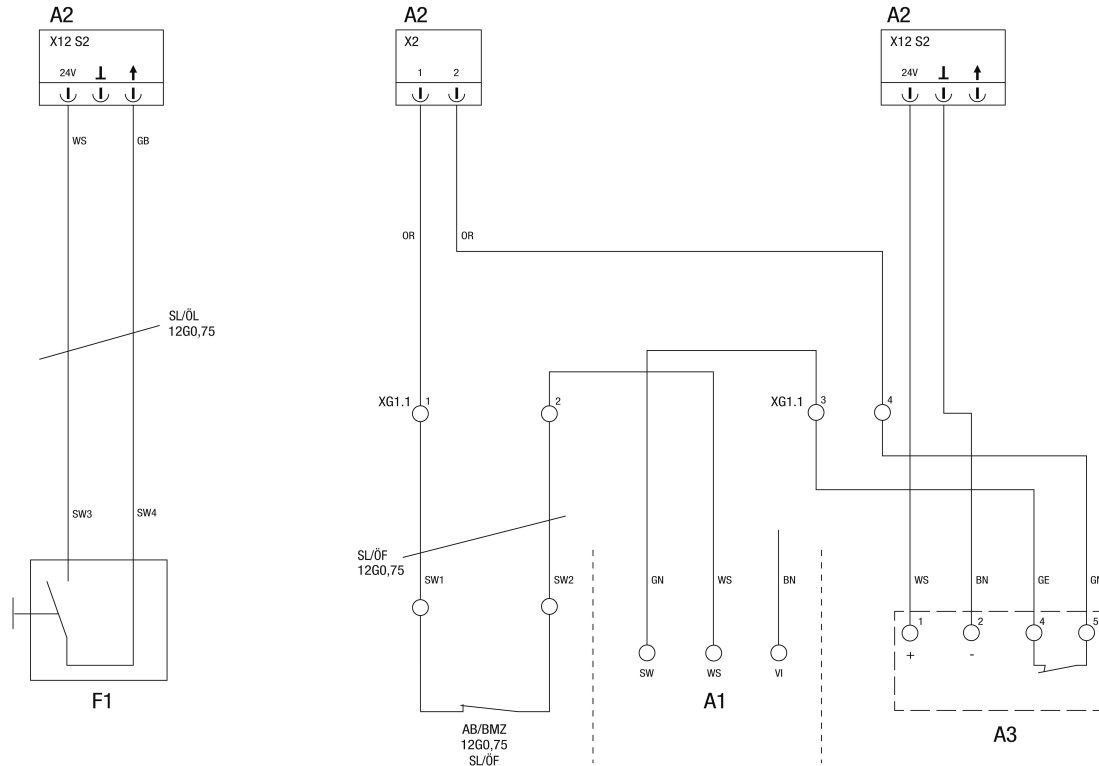 A2
X12 S2
24V
WS
GB
SL/ÖL
12G0,75
SW3
SW4
F1
A2
X2
1 2
OR
OR
XG1.1
1
2
SL/ÖF
12G0,75
SW1
SW2
AB/BMZ
12G0,75
SL/ÖF
GN
WS
BN
SW
WS
VI
A1
XG1.1
3
4
A2
X12 S2
24V
WS
BN
GE
1
2
4
5
+
-
A3